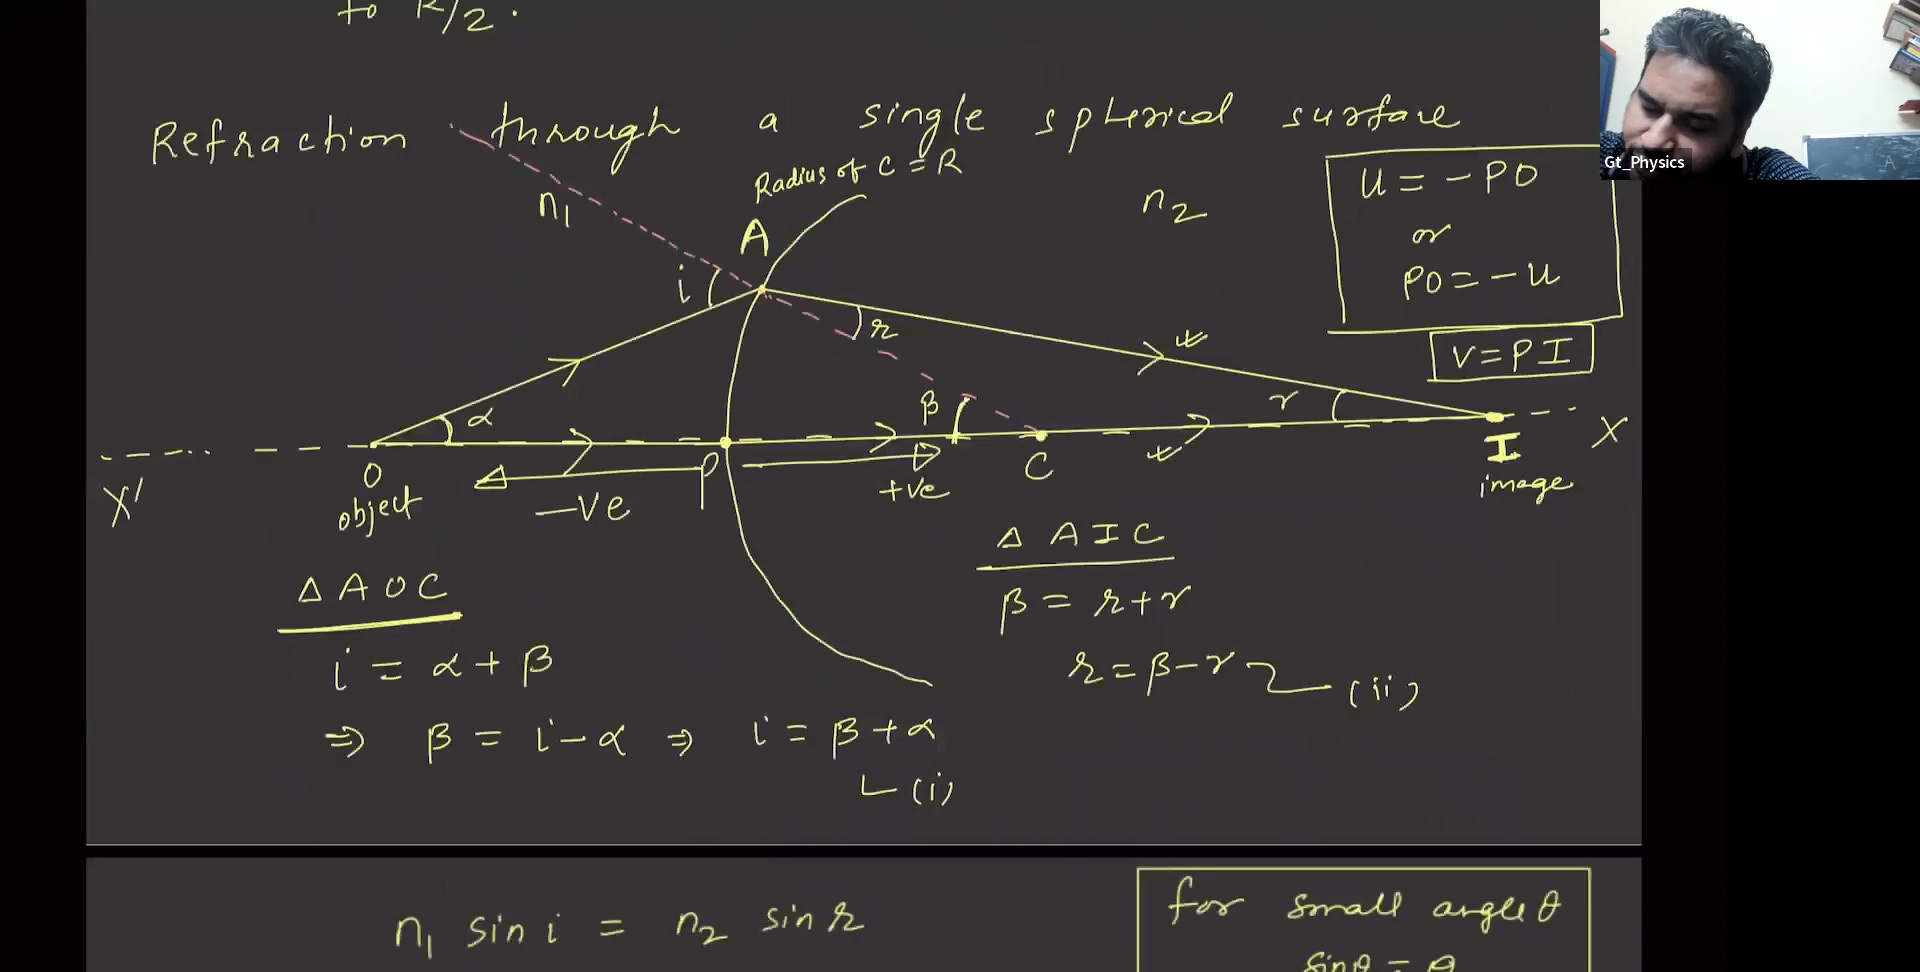 to R/2.
Refraction through a single spherical surface
Radius of C = R
n₁
n₂
A
i
r
α
β
γ
U = - PO
or
PO = - u
V = PI
Gt_Physics
X'
O
object
-ve
P
+ve
C
I
image
X
Δ AOC
i = α + β
⇒ β = i - α ⇒ i = β + α
(i)
Δ AIC
β = r + γ
r = β - γ
(ii)
n₁ sin i = n₂ sin r
for small angle θ
sinθ = θ